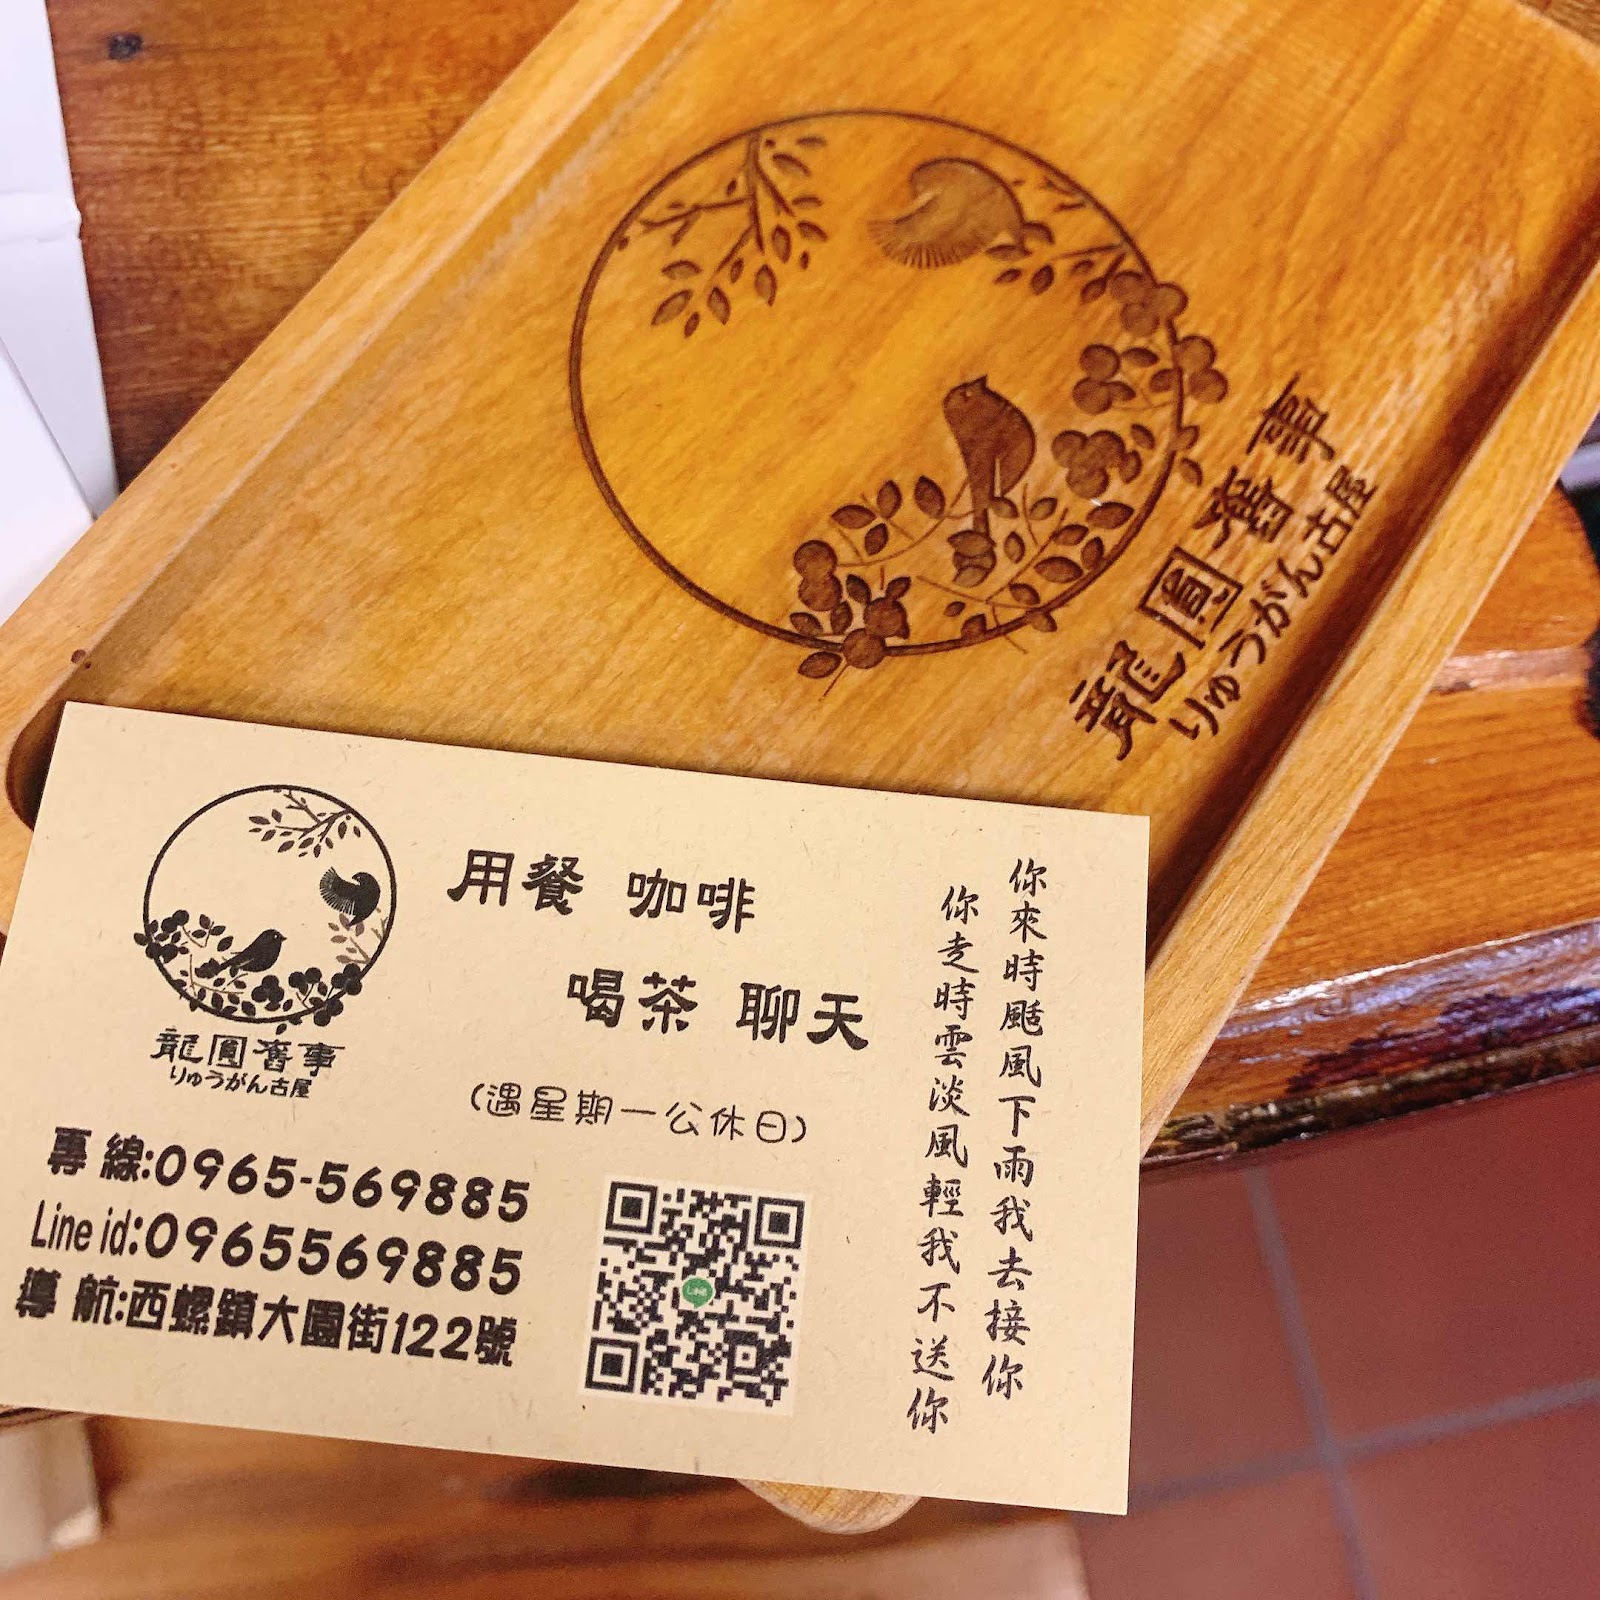 龍圓舊事
りゅうがん古屋
用餐 咖啡
喝茶 聊天
(遇星期一公休日)
龍圓舊事
りゅうがん古屋
專 線:0965-569885
Line id:0965569885
導 航:西螺鎮大園街122號
你來時颳風下雨我去接你
你走時雲淡風輕我不送你